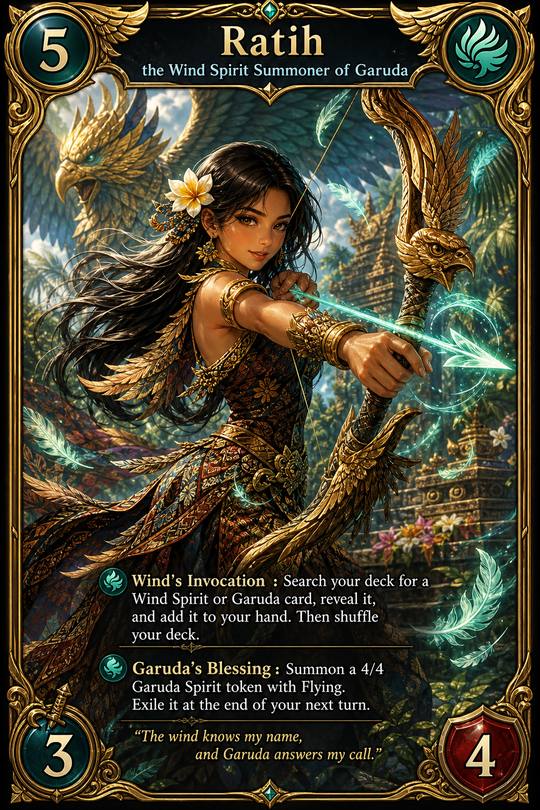 5
Ratih
the Wind Spirit Summoner of Garuda
Wind's Invocation : Search your deck for a
Wind Spirit or Garuda card, reveal it,
and add it to your hand. Then shuffle
your deck.
Garuda's Blessing : Summon a 4/4
Garuda Spirit token with Flying.
Exile it at the end of your next turn.
"The wind knows my name,
and Garuda answers my call."
3
4